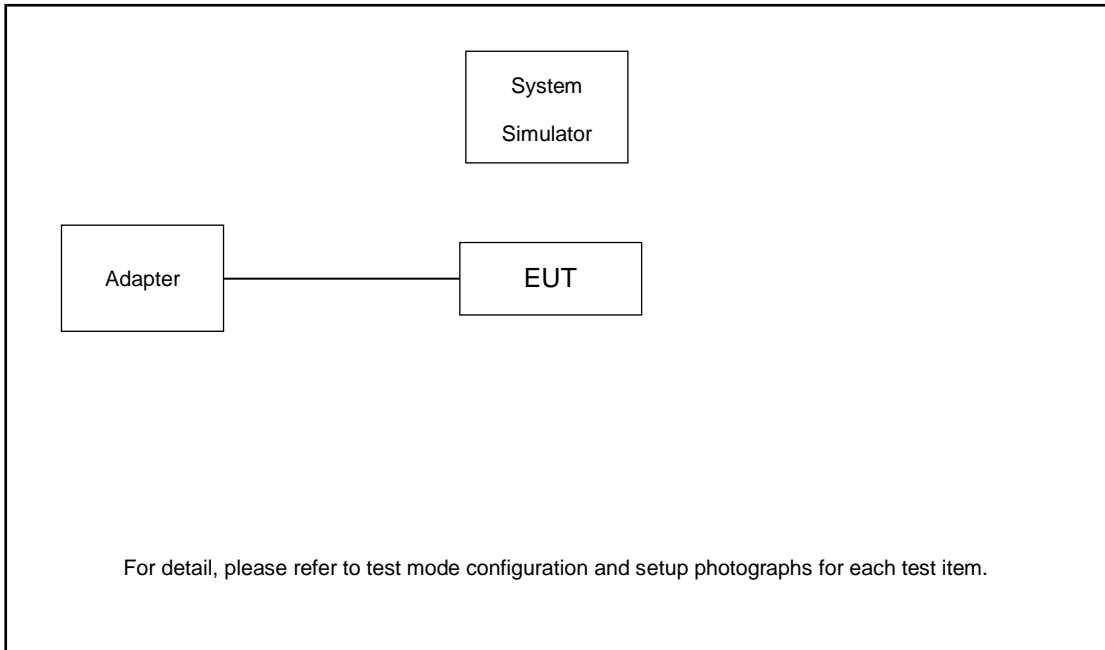 System
Simulator
Adapter
EUT
For detail, please refer to test mode configuration and setup photographs for each test item.